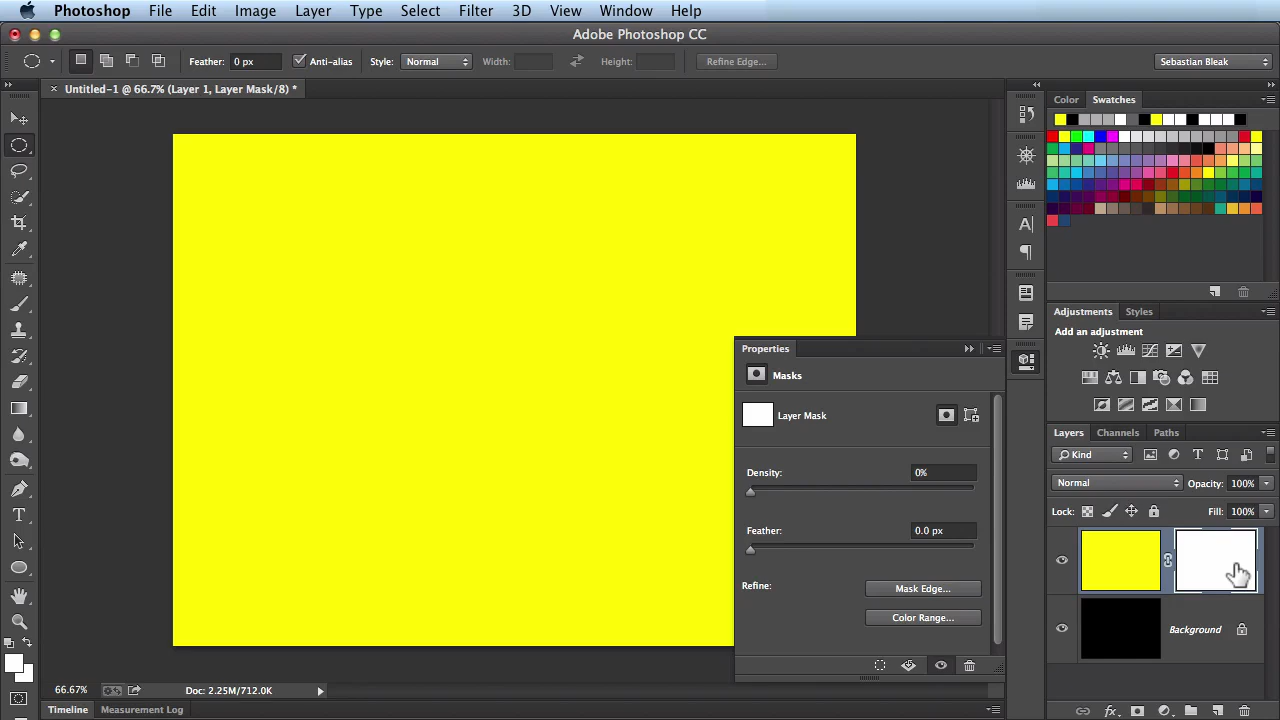 Photoshop File Edit Image Layer Type Select Filter 3D View Window Help
Adobe Photoshop CC
Feather: 0 px Anti-alias Style: Normal Width: Height: Refine Edge... Sebastian Bleak
Untitled-1 @ 66.7% (Layer 1, Layer Mask/8) *
Color Swatches
Properties
Masks
Layer Mask
Density: 0%
Feather: 0.0 px
Refine: Mask Edge...
Color Range...
Adjustments Styles
Add an adjustment
Layers Channels Paths
Kind
Normal Opacity: 100%
Lock: Fill: 100%
Background
66.67% Doc: 2.25M/712.0K
Timeline Measurement Log